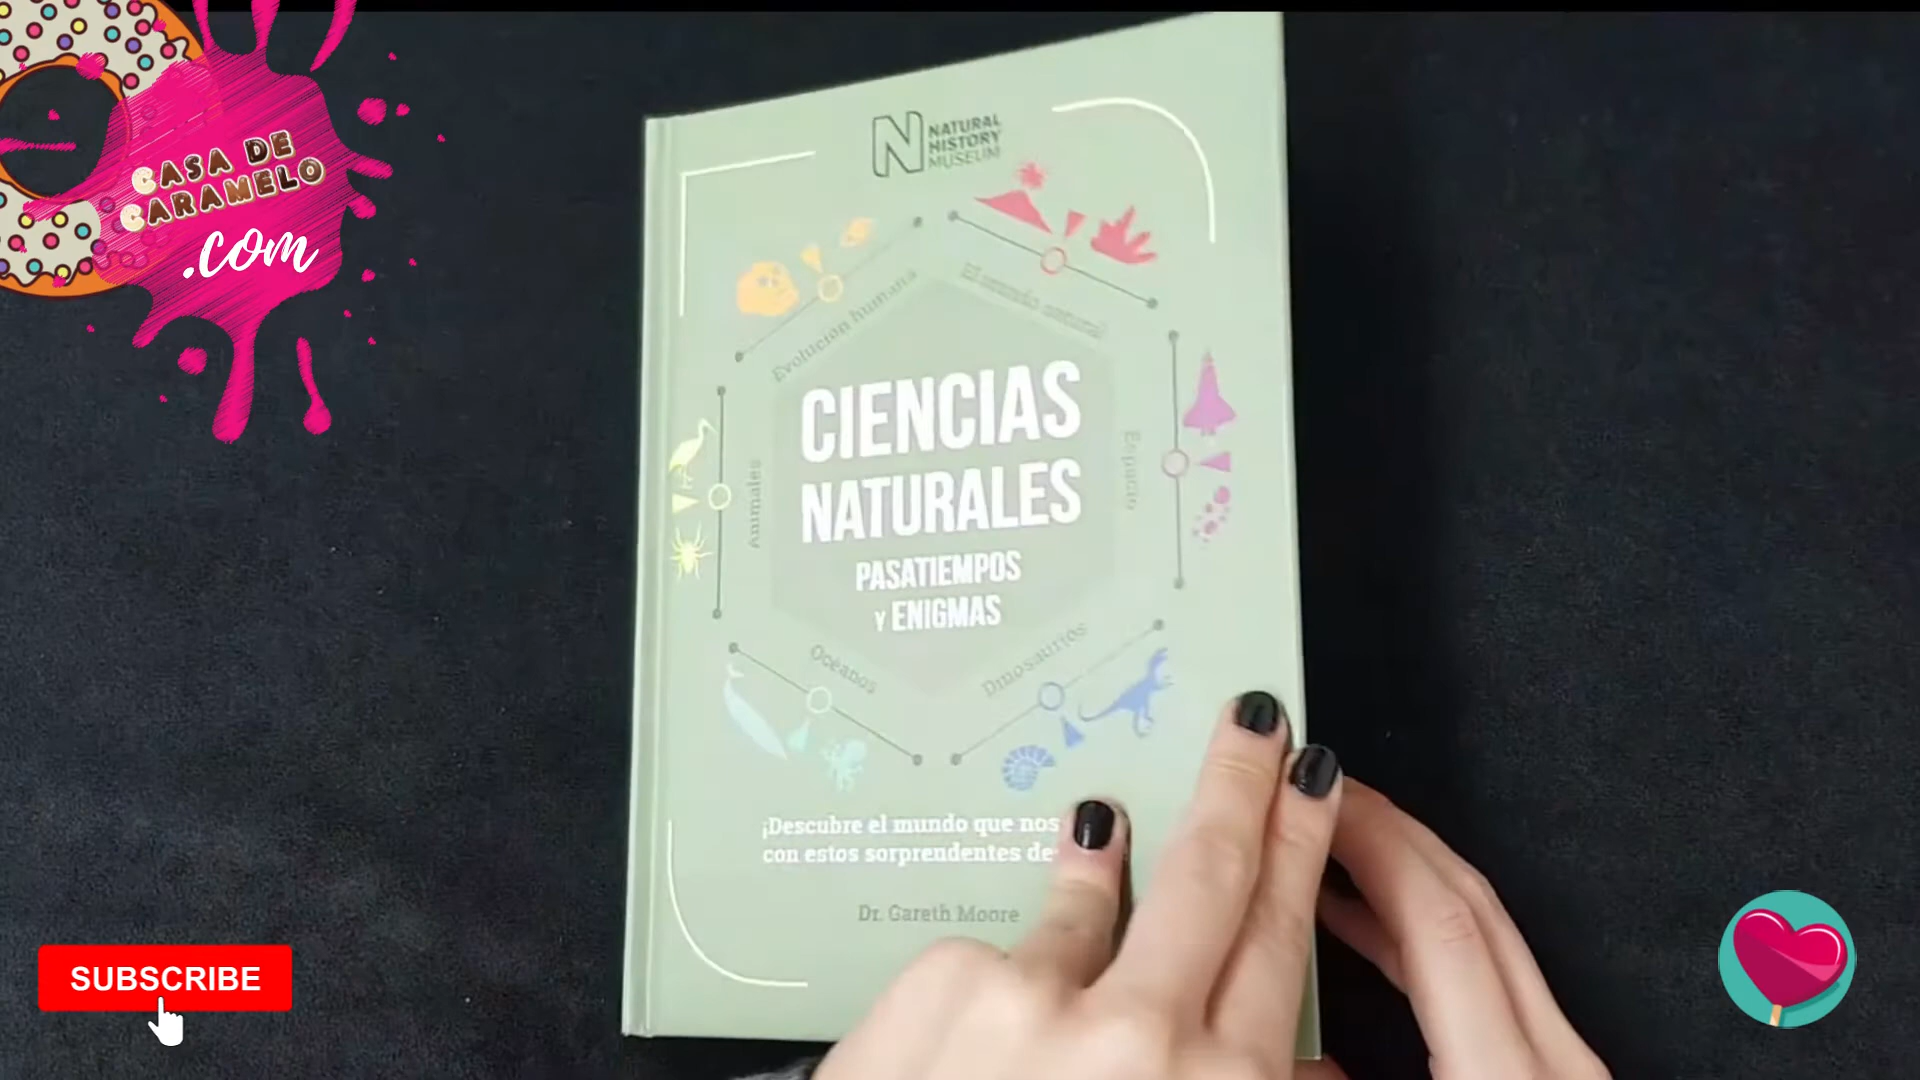 CASA DE
CARAMELO
.com
NATURAL
HISTORY
MUSEUM
Evolución humana
El mundo natural
Animales
Espacio
CIENCIAS
NATURALES
PASATIEMPOS
Y ENIGMAS
Océanos
Dinosaurios
¡Descubre el mundo que nos
con estos sorprendentes
Dr. Gareth Moore
SUBSCRIBE